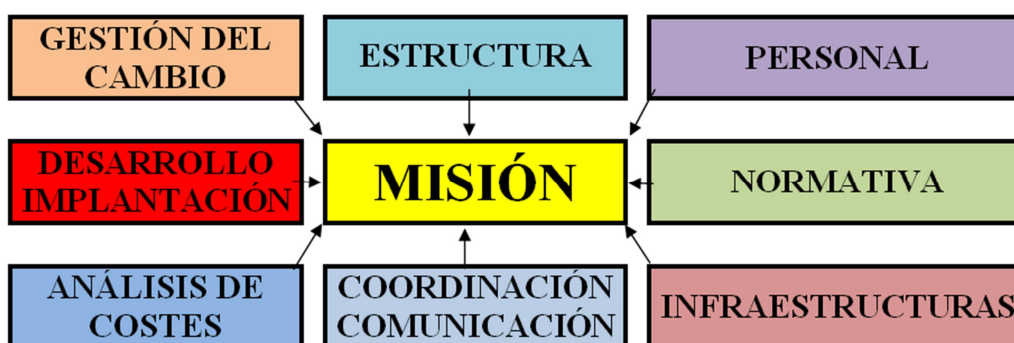 GESTIÓN DEL
CAMBIO
ESTRUCTURA
PERSONAL
DESARROLLO
IMPLANTACIÓN
MISIÓN
NORMATIVA
ANÁLISIS DE
COSTES
COORDINACIÓN
COMUNICACIÓN
INFRAESTRUCTURAS